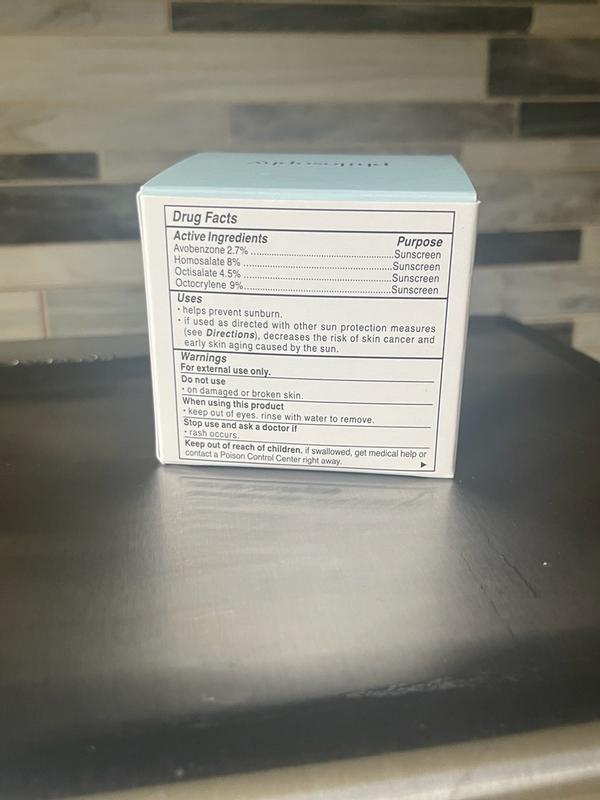 philosophy
Drug Facts
Active Ingredients Purpose
Avobenzone 2.7% ........................................Sunscreen
Homosalate 8% ..........................................Sunscreen
Octisalate 4.5% ..........................................Sunscreen
Octocrylene 9%..........................................Sunscreen
Uses
• helps prevent sunburn.
• if used as directed with other sun protection measures
(see Directions), decreases the risk of skin cancer and
early skin aging caused by the sun.
Warnings
For external use only.
Do not use
• on damaged or broken skin.
When using this product
• keep out of eyes. rinse with water to remove.
Stop use and ask a doctor if
• rash occurs.
Keep out of reach of children. if swallowed, get medical help or
contact a Poison Control Center right away.